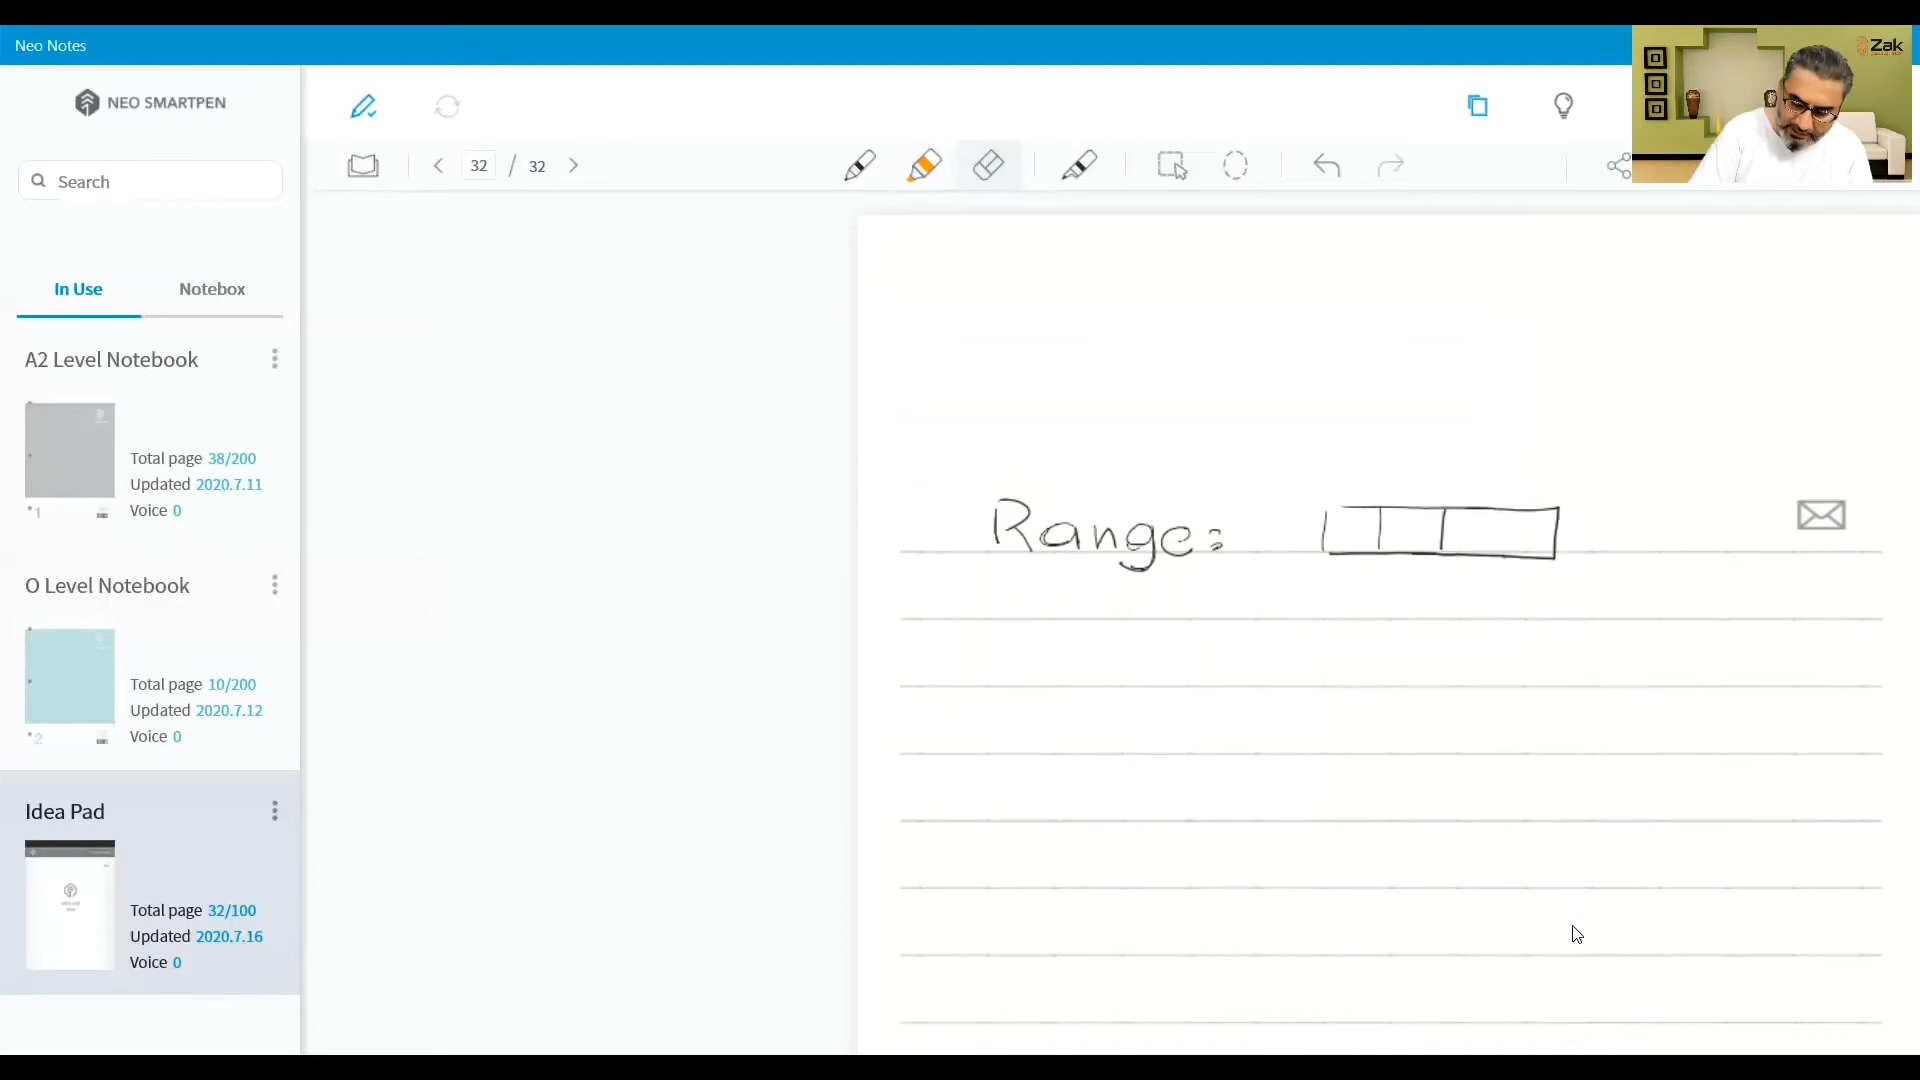 Neo Notes
Zak
NEO SMARTPEN
32 / 32
Search
In Use Notebox
A2 Level Notebook
Total page 38/200
Updated 2020.7.11
Voice 0
1
O Level Notebook
Total page 10/200
Updated 2020.7.12
Voice 0
2
Idea Pad
Total page 32/100
Updated 2020.7.16
Voice 0
Range: